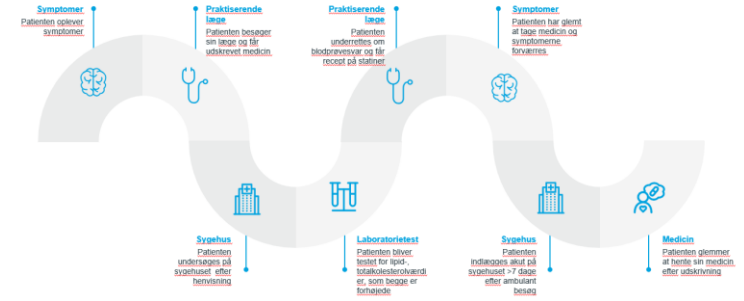 Symptomer
Patienten oplever
symptomer
Praktiserende
læge
Patienten besøger
sin læge og får
udskrevet medicin
Praktiserende
læge
Patienten
underrettes om
blodprøvesvar og får
recept på statiner
Symptomer
Patienten har glemt
at tage medicin og
symptomerne
forværres
Sygehus
Patienten
undersøges på
sygehuset efter
henvisning
Laboratorietest
Patienten bliver
testet for lipid-,
totalkolesterolværdi
er, som begge er
forhøjede
Sygehus
Patienten
indlægges akut på
sygehuset >7 dage
efter ambulant
besøg
Medicin
Patienten glemmer
at hente sin medicin
efter udskrivning